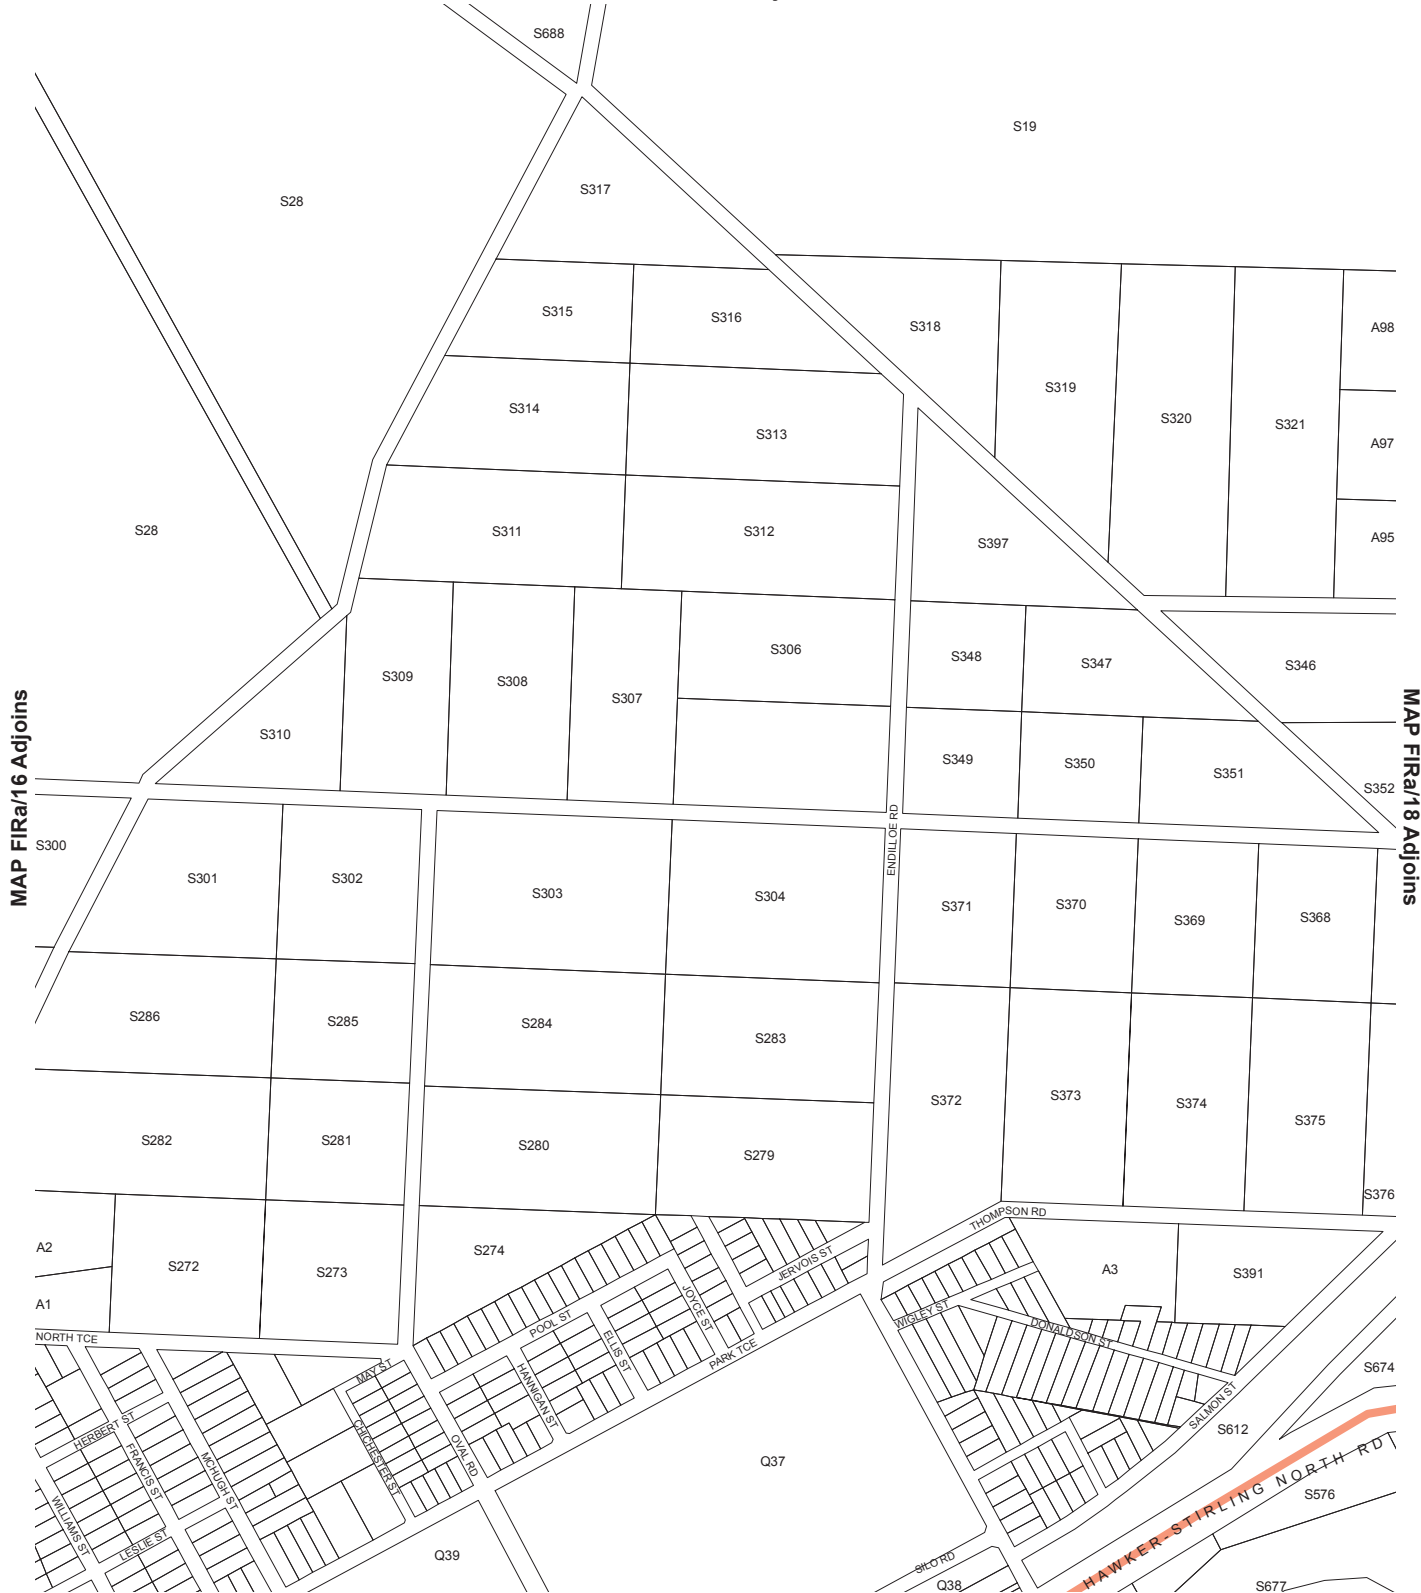 S688
S19
S317
S28
S315
S316
S318
A98
S319
S314
S320
S321
S313
A97
S28
S311
S312
S397
A95
S306
S348
S347
S346
S309
S308
S307
S310
S349
S350
S351
S352
MAP FIRa/16 Adjoins
MAP FIRa/18 Adjoins
S300
ENDILLOE RD
S301
S302
S303
S304
S371
S370
S369
S368
S286
S285
S284
S283
S372
S373
S374
S375
S282
S281
S280
S279
S376
THOMPSON RD
A2
S272
S273
S274
JERVOIS ST
A3
S391
A1
JOYCE ST
WIGLEY ST
NORTH TCE
POOL ST
ELLIS ST
DONALDSON ST
PARK TCE
MAY ST
HANNIGAN ST
S674
SALMON ST
S612
HERBERT ST
FRANCIS ST
MCHUGH ST
CHICHESTER ST
OVAL RD
Q37
HAWKER-STIRLING NORTH RD
S576
WILLIAMS ST
LESLIE ST
Q39
SILO RD
Q38
S677